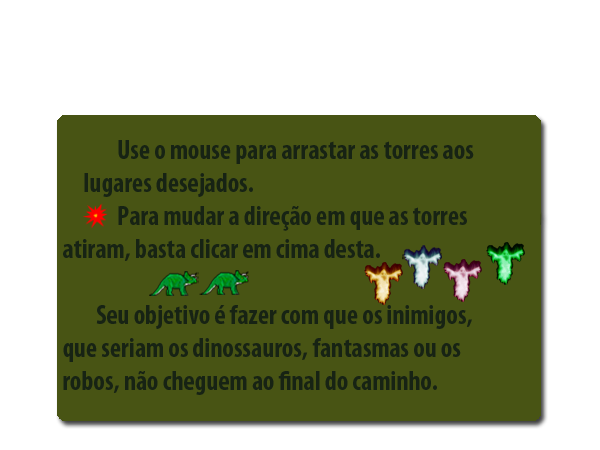 Use o mouse para arrastar as torres aos
lugares desejados.
Para mudar a direção em que as torres
atiram, basta clicar em cima desta.
Seu objetivo é fazer com que os inimigos,
que seriam os dinossauros, fantasmas ou os
robos, não cheguem ao final do caminho.